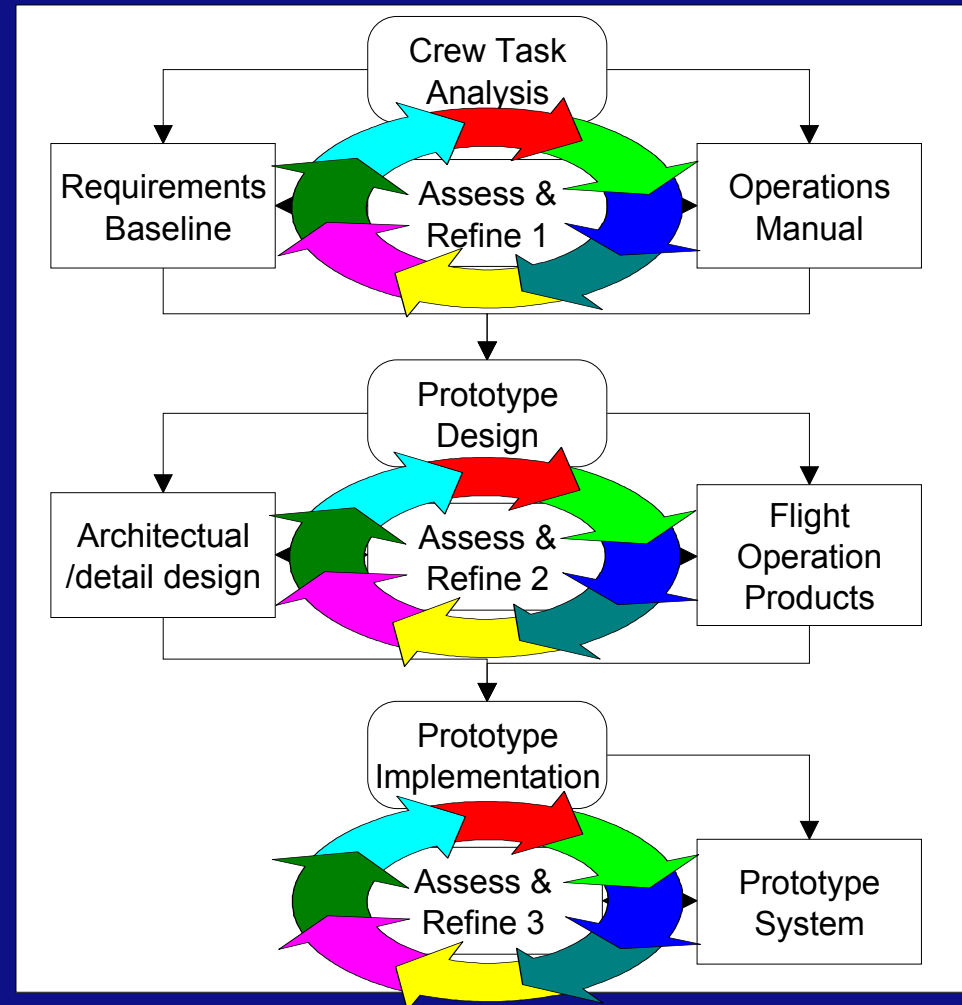 Crew Task
Analysis
Requirements
Baseline
Assess &
Refine 1
Operations
Manual
Prototype
Design
Architectual
/detail design
Assess &
Refine 2
Flight
Operation
Products
Prototype
Implementation
Assess &
Refine 3
Prototype
System